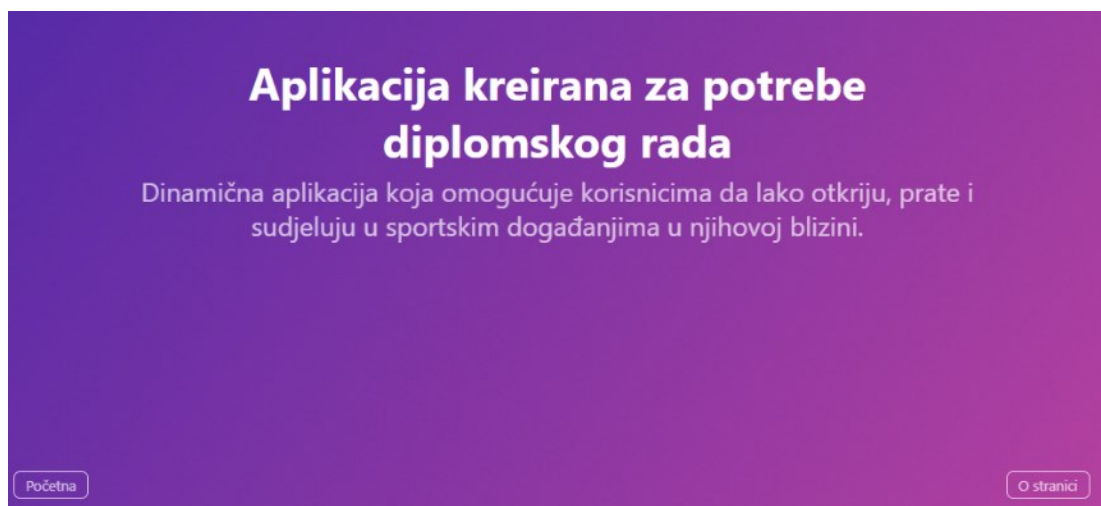 Aplikacija kreirana za potrebe
diplomskog rada
Dinamična aplikacija koja omogućuje korisnicima da lako otkriju, prate i
sudjeluju u sportskim događanjima u njihovoj blizini.
Početna
O stranici